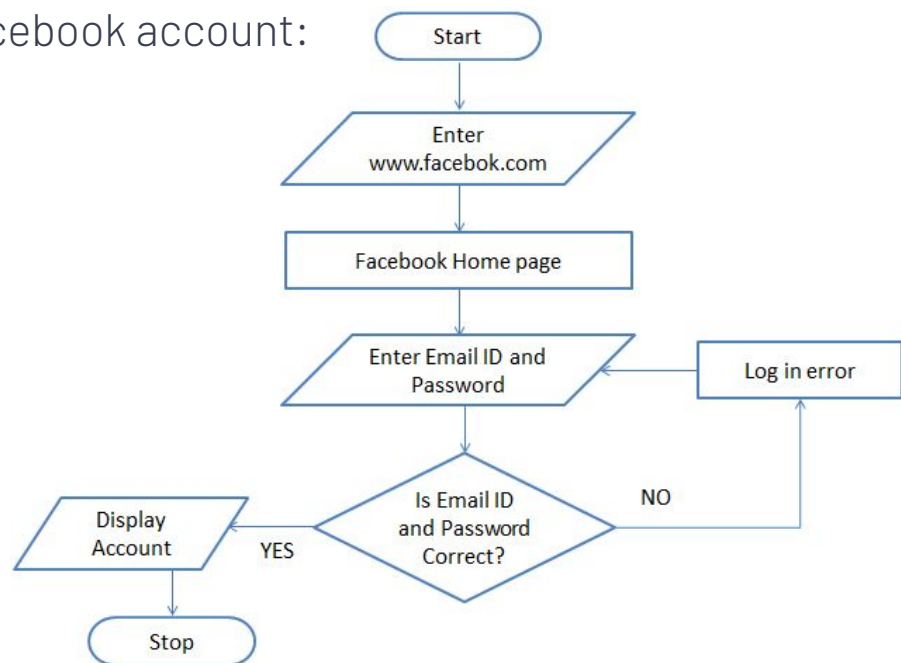 cebook account:
Start
Enter
www.facebok.com
Facebook Home page
Enter Email ID and
Password
Log in error
Is Email ID
and Password
Correct?
NO
YES
Display
Account
Stop